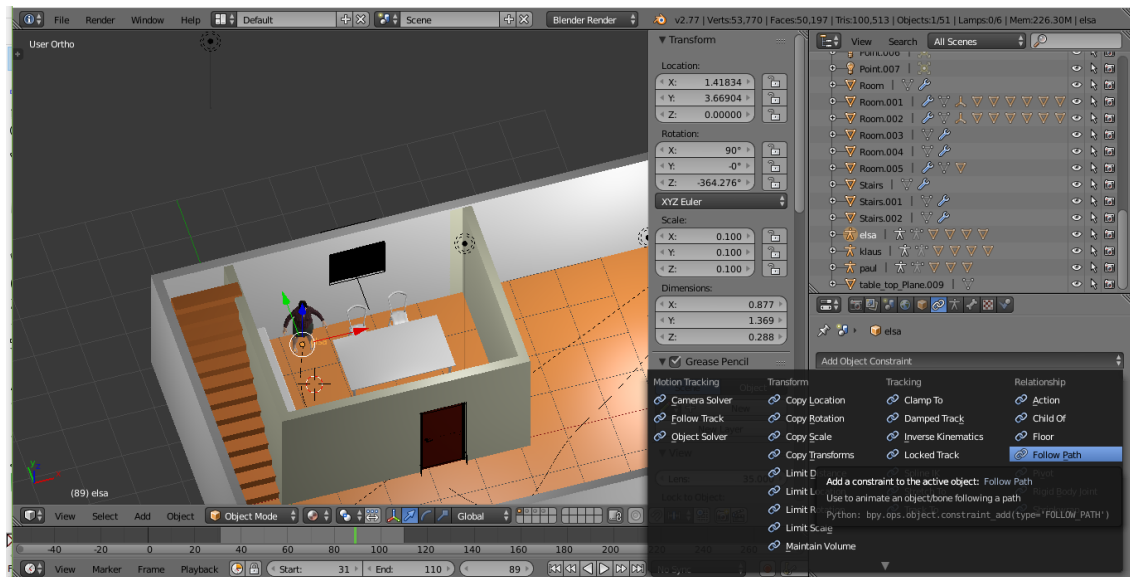 File Render Window Help Default Scene Blender Render v2.77 | Verts:53,770 | Faces:50,197 | Tris:100,513 | Objects:1/51 | Lamps:0/6 | Mem:226.30M | elsa
User Ortho
(89) elsa
View Select Add Object Object Mode Global
-40 -20 0 20 40 60 80 100 120 140 160 180 200
View Marker Frame Playback Start: 31 End: 110 89
Transform
Location:
X: 1.41834
Y: 3.66904
Z: 0.00000
Rotation:
X: 90°
Y: -0°
Z: -364.276°
XYZ Euler
Scale:
X: 0.100
Y: 0.100
Z: 0.100
Dimensions:
X: 0.877
Y: 1.369
Z: 0.288
Grease Pencil
View Search All Scenes
Point.006
Point.007
Room
Room.001
Room.002
Room.003
Room.004
Room.005
Stairs
Stairs.001
Stairs.002
elsa
klaus
paul
table_top_Plane.009
elsa
Add Object Constraint
Motion Tracking
Camera Solver
Follow Track
Object Solver
Transform
Copy Location
Copy Rotation
Copy Scale
Copy Transforms
Limit Scale
Maintain Volume
Tracking
Clamp To
Damped Track
Inverse Kinematics
Locked Track
Relationship
Action
Child Of
Floor
Follow Path
Add a constraint to the active object: Follow Path
Use to animate an object/bone following a path
Python: bpy.ops.object.constraint_add(type='FOLLOW_PATH')